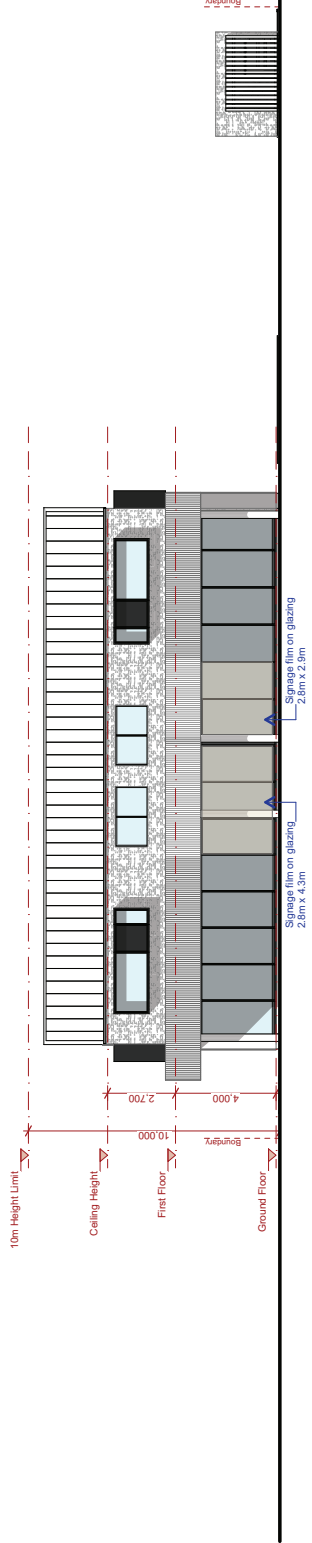 10m Height Limit
Ceiling Height
First Floor
Ground Floor
10,000
2,700
4,000
Boundary
Signage film on glazing
2.8m x 4.3m
Signage film on glazing
2.8m x 2.9m
Boundary